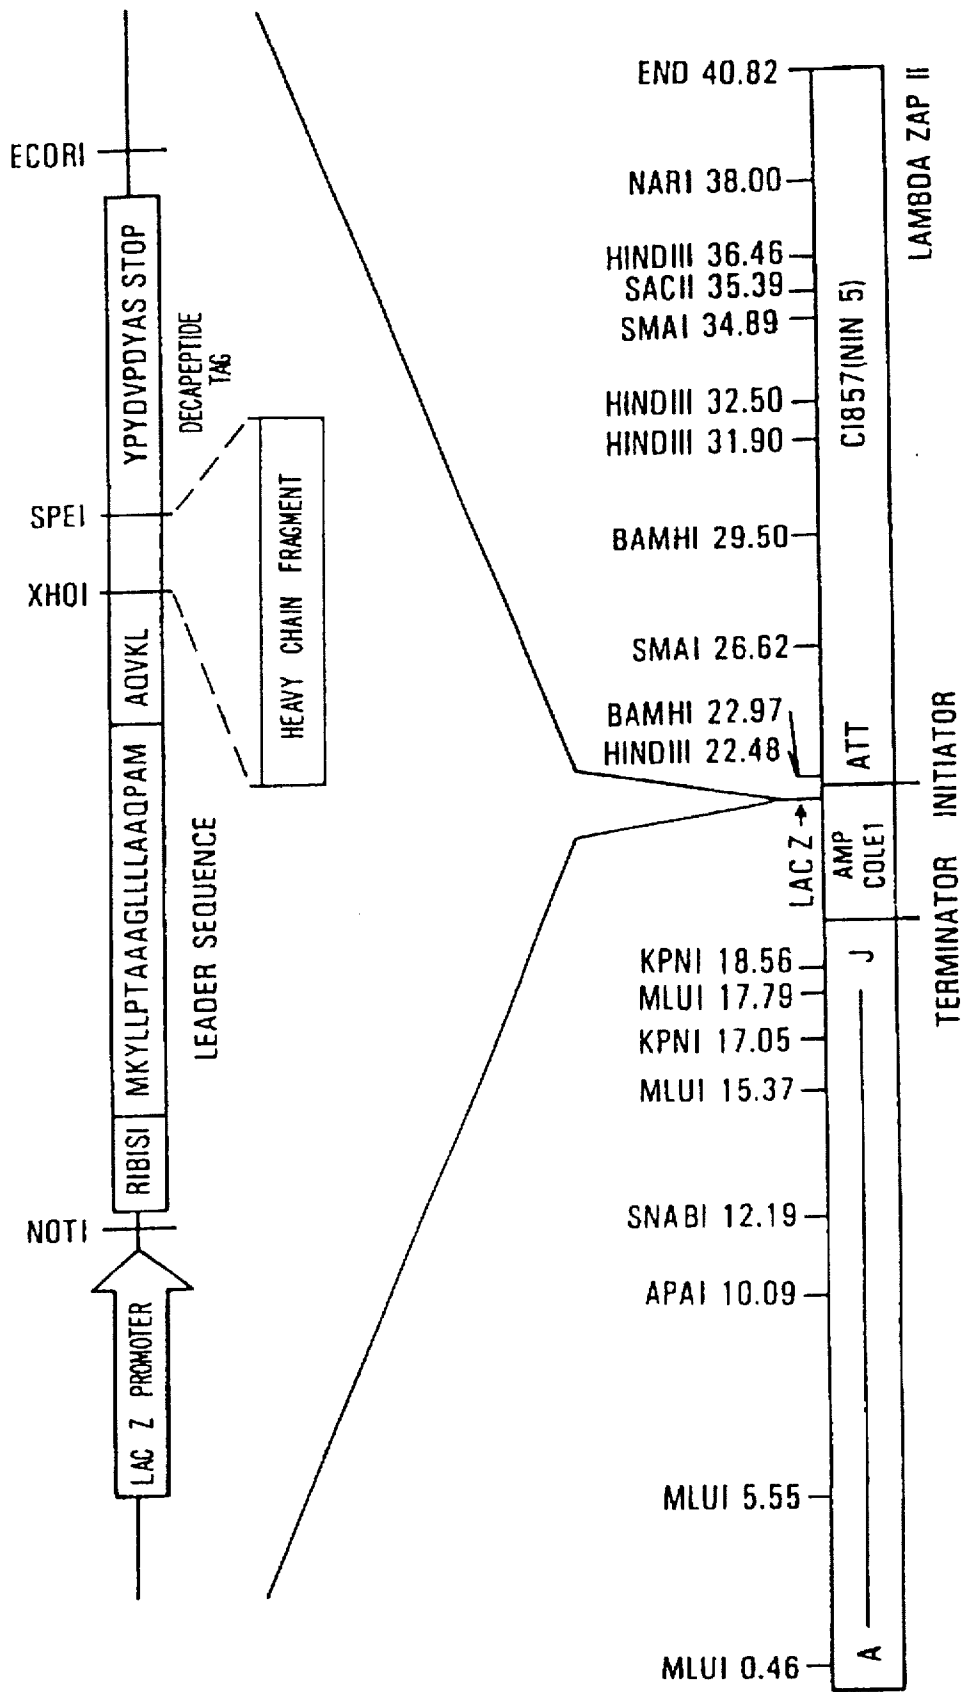 ECORI
SPEI
XHOI
NOTI
YPYDVPDYAS STOP
AQVKL
MKYLLPTAAAGLLLLAAQPAM
RIBISI
LAC Z PROMOTER
DECAPEPTIDE
TAG
LEADER SEQUENCE
HEAVY CHAIN FRAGMENT
END 40.82
NARI 38.00
HINDIII 36.46
SACII 35.39
SMAI 34.89
HINDIII 32.50
HINDIII 31.90
BAMHI 29.50
SMAI 26.62
BAMHI 22.97
HINDIII 22.48
LAC Z
KPNI 18.56
MLUI 17.79
KPNI 17.05
MLUI 15.37
SNABI 12.19
APAI 10.09
MLUI 5.55
MLUI 0.46
CI857(NIN 5)
ATT
AMP
COLE1
J
A
LAMBDA ZAP II
INITIATOR
TERMINATOR